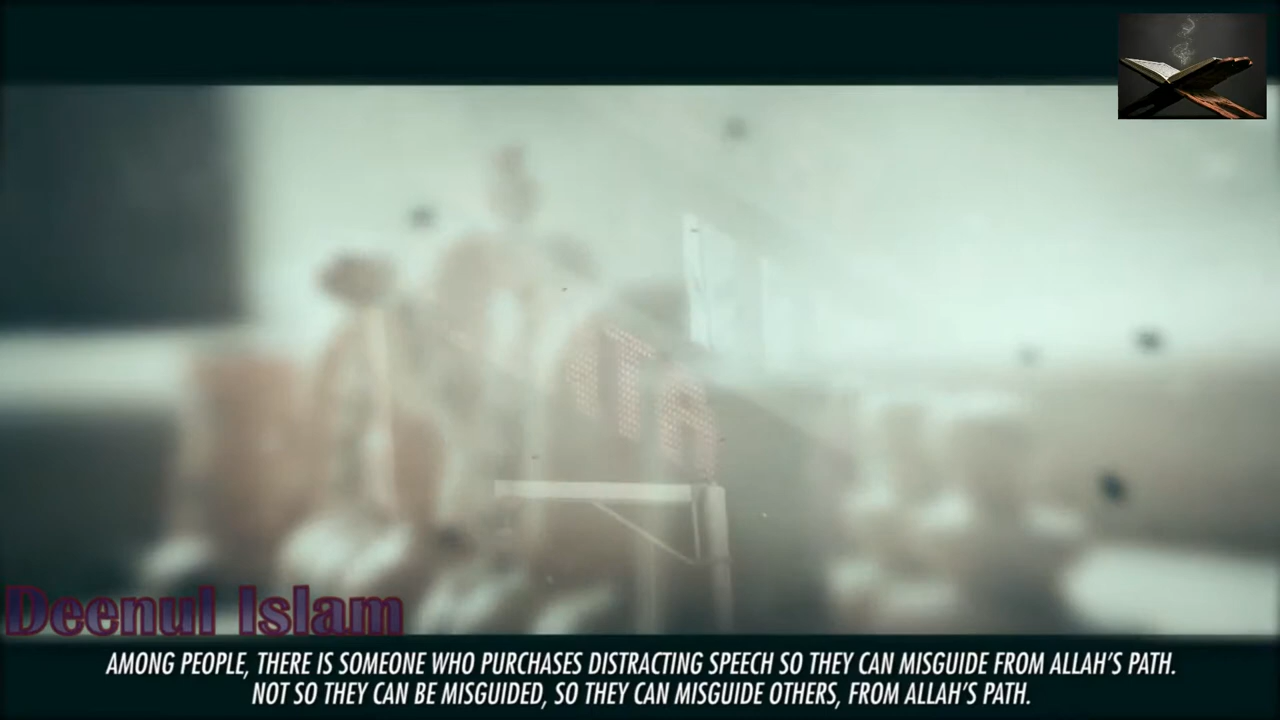 Deenul Islam
AMONG PEOPLE, THERE IS SOMEONE WHO PURCHASES DISTRACTING SPEECH SO THEY CAN MISGUIDE FROM ALLAH'S PATH.
NOT SO THEY CAN BE MISGUIDED, SO THEY CAN MISGUIDE OTHERS, FROM ALLAH'S PATH.